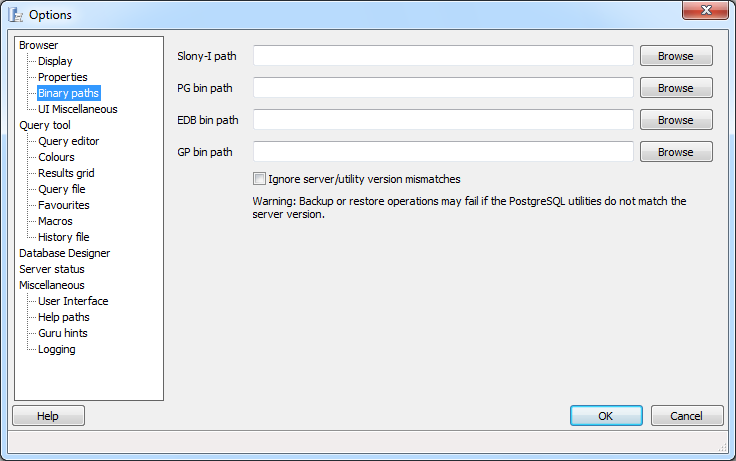 Options
Browser
Display
Properties
Binary paths
UI Miscellaneous
Query tool
Query editor
Colours
Results grid
Query file
Favourites
Macros
History file
Database Designer
Server status
Miscellaneous
User Interface
Help paths
Guru hints
Logging
Slony-I path
Browse
PG bin path
Browse
EDB bin path
Browse
GP bin path
Browse
Ignore server/utility version mismatches
Warning: Backup or restore operations may fail if the PostgreSQL utilities do not match the
server version.
Help
OK
Cancel